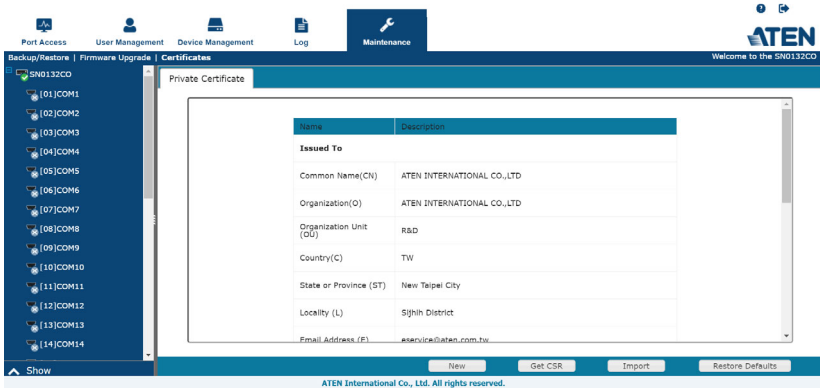 Port Access
User Management
Device Management
Log
Maintenance
ATEN
Backup/Restore | Firmware Upgrade | Certificates
Welcome to the SN0132CO
SN0132CO
[01]COM1
[02]COM2
[03]COM3
[04]COM4
[05]COM5
[06]COM6
[07]COM7
[08]COM8
[09]COM9
[10]COM10
[11]COM11
[12]COM12
[13]COM13
[14]COM14
Show
Private Certificate
Name Description
Issued To
Common Name(CN) ATEN INTERNATIONAL CO.,LTD
Organization(O) ATEN INTERNATIONAL CO.,LTD
Organization Unit
(OU) R&D
Country(C) TW
State or Province (ST) New Taipei City
Locality (L) Sijhih District
Email Address (E) eservice@aten.com.tw
New
Get CSR
Import
Restore Defaults
ATEN International Co., Ltd. All rights reserved.